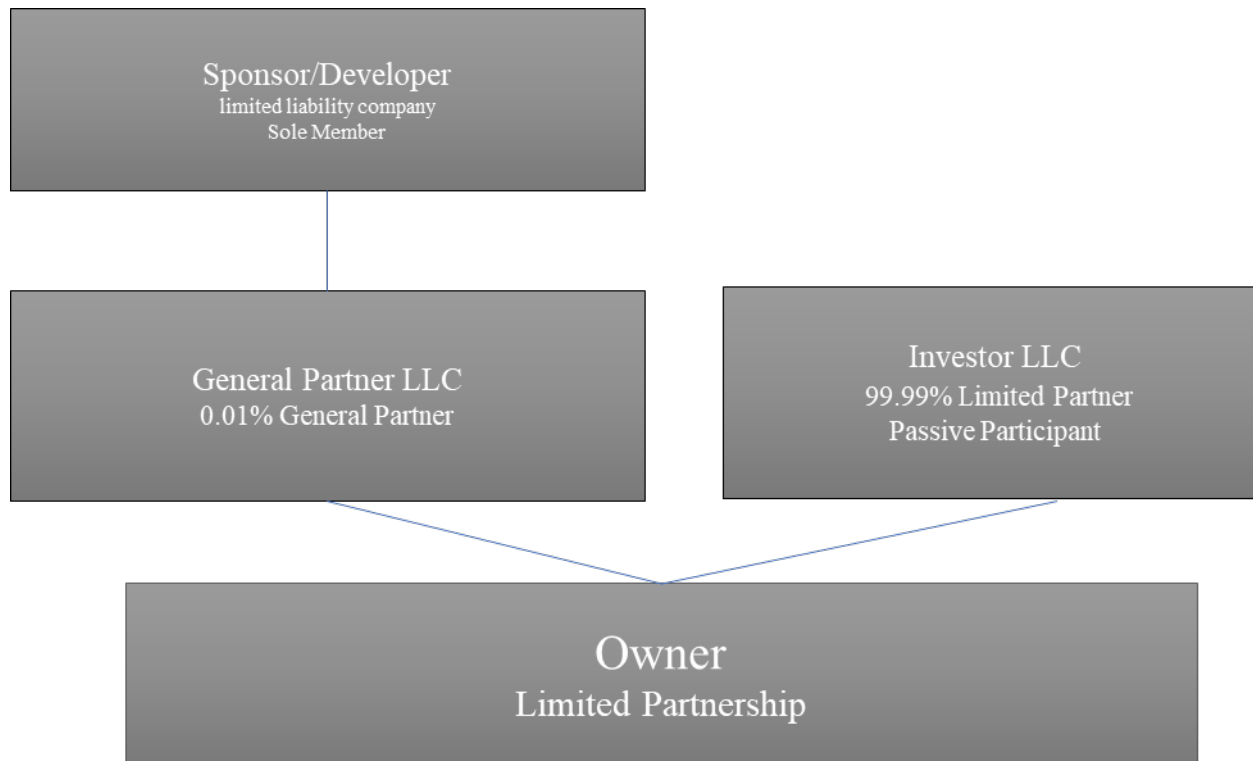 Sponsor/Developer
limited liability company
Sole Member
General Partner LLC
0.01% General Partner
Investor LLC
99.99% Limited Partner
Passive Participant
Owner
Limited Partnership